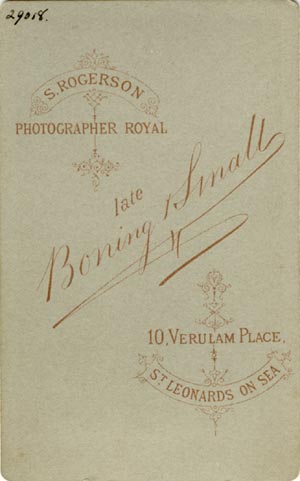 29018.
S. ROGERSON
PHOTOGRAPHER ROYAL
late
Boning & Small
10, VERULAM PLACE,
ST LEONARDS ON SEA